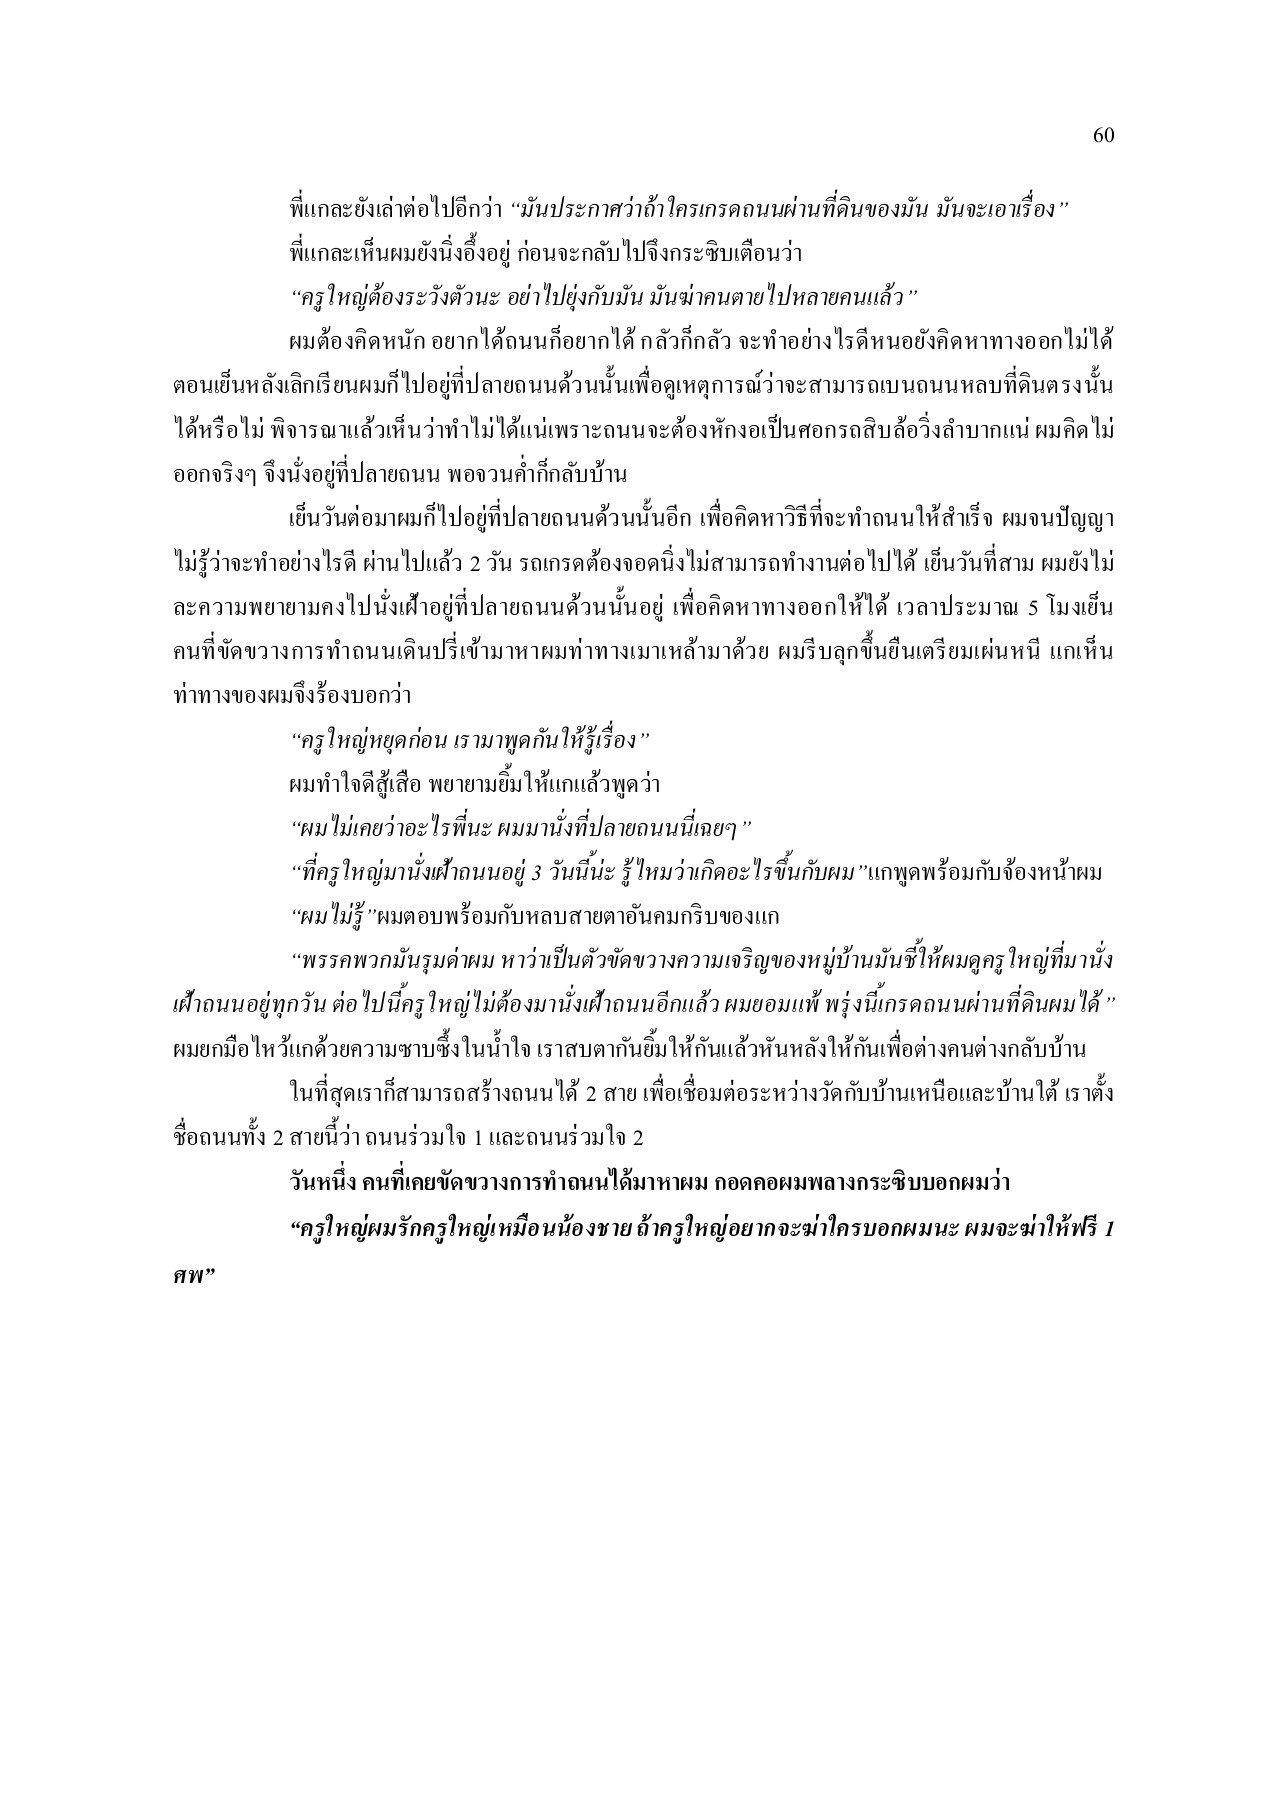 60
พี่แกละยังเล่าต่อไปอีกว่า “มันประกาศว่าถ้าใครเกรดถนนผ่านที่ดินของมัน มันจะเอาเรื่อง”
พี่แกละเห็นผมยังนิ่งอึ้งอยู่ ก่อนจะกลับไปจึงกระซิบเตือนว่า
“ครูใหญ่ต้องระวังตัวนะ อย่าไปยุ่งกับมัน มันฆ่าคนตายไปหลายคนแล้ว”
ผมต้องคิดหนัก อยากได้ถนนก็อยากได้ กลัวก็กลัว จะทำอย่างไรดีหนอยังคิดหาทางออกไม่ได้
ตอนเย็นหลังเลิกเรียนผมก็ไปอยู่ที่ปลายถนนด้วนนั้นเพื่อดูเหตุการณ์ว่าจะสามารถเบนถนนหลบที่ดินตรงนั้น
ได้หรือไม่ พิจารณาแล้วเห็นว่าทำไม่ได้แน่เพราะถนนจะต้องหักงอเป็นศอกรถสิบล้อวิ่งลำบากแน่ ผมคิดไม่
ออกจริงๆ จึงนั่งอยู่ที่ปลายถนน พอจวนค่ำก็กลับบ้าน
เย็นวันต่อมาผมก็ไปอยู่ที่ปลายถนนด้วนนั้นอีก เพื่อคิดหาวิธีที่จะทำถนนให้สำเร็จ ผมจนปัญญา
ไม่รู้ว่าจะทำอย่างไรดี ผ่านไปแล้ว 2 วัน รถเกรดต้องจอดนิ่งไม่สามารถทำงานต่อไปได้ เย็นวันที่สาม ผมยังไม่
ละความพยายามคงไปนั่งเฝ้าอยู่ที่ปลายถนนด้วนนั้นอยู่ เพื่อคิดหาทางออกให้ได้ เวลาประมาณ 5 โมงเย็น
คนที่ขัดขวางการทำถนนเดินปรี่เข้ามาหาผมท่าทางเมาเหล้ามาด้วย ผมรีบลุกขึ้นยืนเตรียมเผ่นหนี แกเห็น
ท่าทางของผมจึงร้องบอกว่า
“ครูใหญ่หยุดก่อน เรามาพูดกันให้รู้เรื่อง”
ผมทำใจดีสู้เสือ พยายามยิ้มให้แกแล้วพูดว่า
“ผมไม่เคยว่าอะไรพี่นะ ผมมานั่งที่ปลายถนนนี่เฉยๆ”
“ที่ครูใหญ่มานั่งเฝ้าถนนอยู่ 3 วันนี้น่ะ รู้ไหมว่าเกิดอะไรขึ้นกับผม”แกพูดพร้อมกับจ้องหน้าผม
“ผมไม่รู้”ผมตอบพร้อมกับหลบสายตาอันคมกริบของแก
“พรรคพวกมันรุมด่าผม หาว่าเป็นตัวขัดขวางความเจริญของหมู่บ้านมันชี้ให้ผมดูครูใหญ่ที่มานั่ง
เฝ้าถนนอยู่ทุกวัน ต่อไปนี้ครูใหญ่ไม่ต้องมานั่งเฝ้าถนนอีกแล้ว ผมยอมแพ้ พรุ่งนี้เกรดถนนผ่านที่ดินผมได้”
ผมยกมือไหว้แกด้วยความซาบซึ้งในน้ำใจ เราสบตากันยิ้มให้กันแล้วหันหลังให้กันเพื่อต่างคนต่างกลับบ้าน
ในที่สุดเราก็สามารถสร้างถนนได้ 2 สาย เพื่อเชื่อมต่อระหว่างวัดกับบ้านเหนือและบ้านใต้ เราตั้ง
ชื่อถนนทั้ง 2 สายนี้ว่า ถนนร่วมใจ 1 และถนนร่วมใจ 2
วันหนึ่ง คนที่เคยขัดขวางการทำถนนได้มาหาผม กอดคอผมพลางกระซิบบอกผมว่า
“ครูใหญ่ผมรักครูใหญ่เหมือนน้องชาย ถ้าครูใหญ่อยากจะฆ่าใครบอกผมนะ ผมจะฆ่าให้ฟรี 1
ศพ”